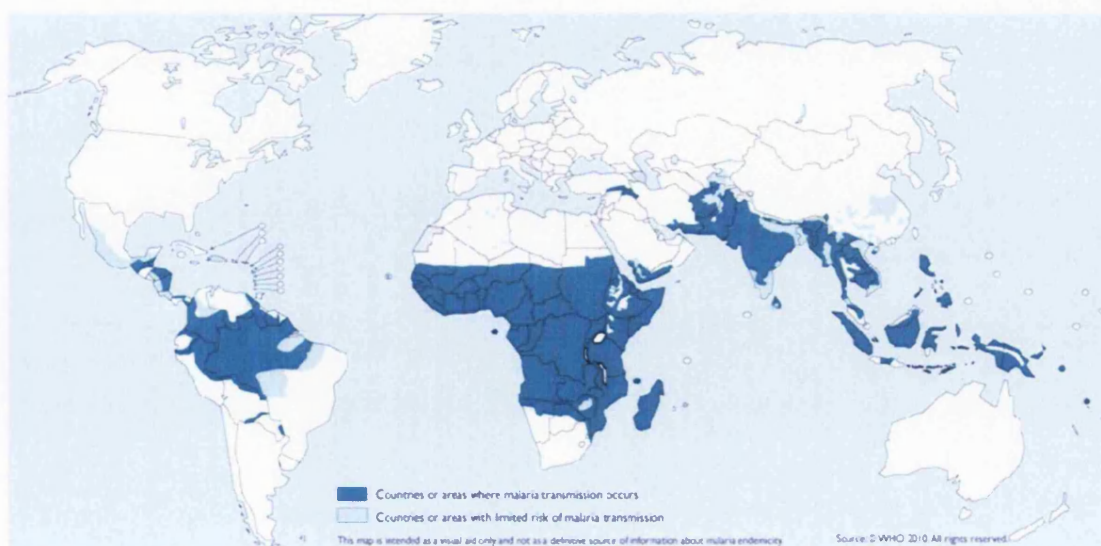 Countries or areas where malaria transmission occurs
Countries or areas with limited risk of malaria transmission
This map is intended as a visual aid only and not as a definitive source of information about malaria endemicity
Source: © WHO 2010. All rights reserved.